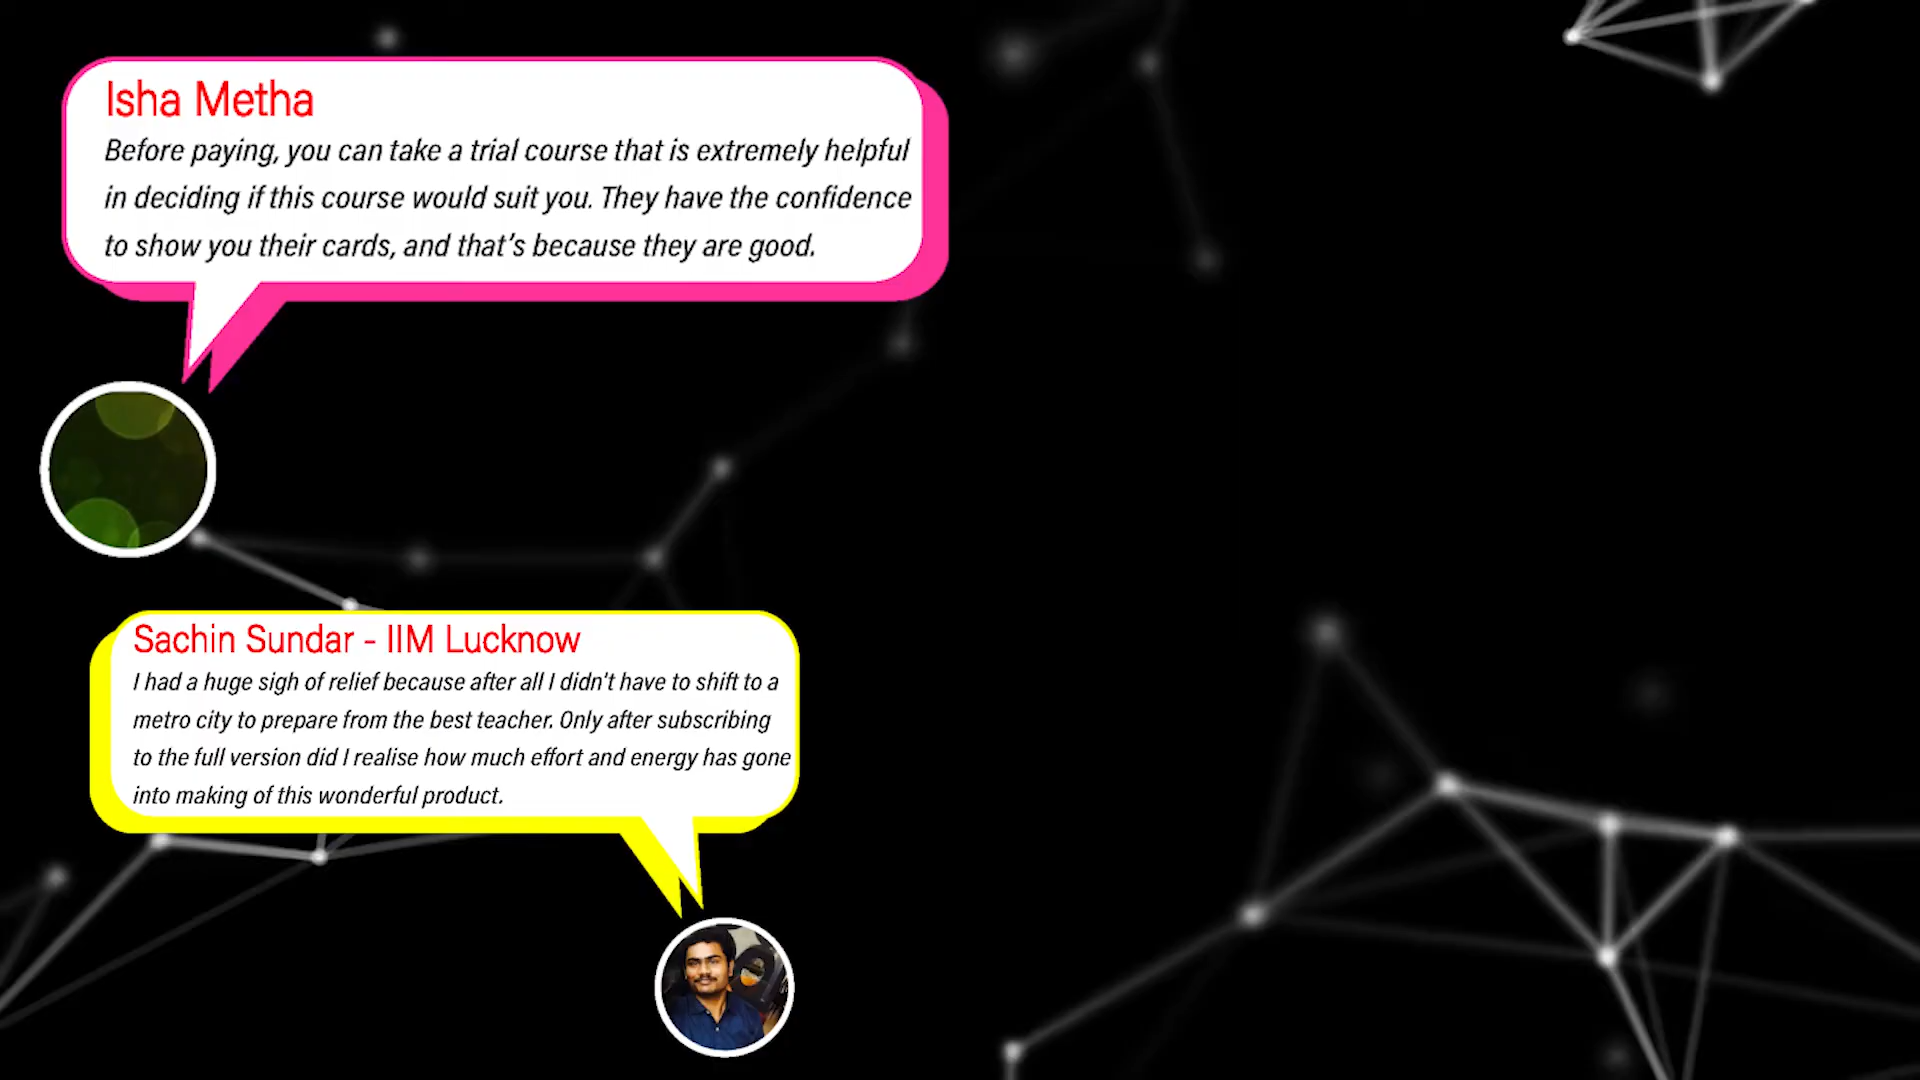 Isha Metha
Before paying, you can take a trial course that is extremely helpful
in deciding if this course would suit you. They have the confidence
to show you their cards, and that’s because they are good.
Sachin Sundar - IIM Lucknow
I had a huge sigh of relief because after all I didn't have to shift to a
metro city to prepare from the best teacher. Only after subscribing
to the full version did I realise how much effort and energy has gone
into making of this wonderful product.